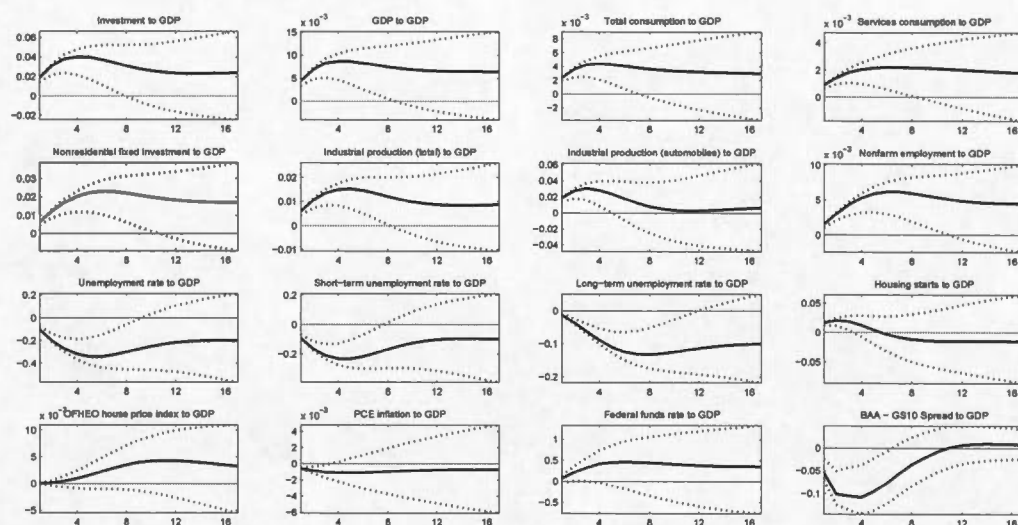 Investment to GDP
0.08
0.06
0.04
0.02
0
−0.02
4 8 12 16
GDP to GDP
x 10⁻³
15
10
5
0
4 8 12 16
Total consumption to GDP
x 10⁻³
8
6
4
2
0
−2
4 8 12 16
Services consumption to GDP
x 10⁻³
4
2
0
4 8 12 16
Nonresidential fixed investment to GDP
0.03
0.02
0.01
0
4 8 12 16
Industrial production (total) to GDP
0.02
0.01
0
−0.01
4 8 12 16
Industrial production (automobiles) to GDP
0.06
0.04
0.02
0
−0.02
−0.04
4 8 12 16
Nonfarm employment to GDP
x 10⁻³
10
5
0
4 8 12 16
Unemployment rate to GDP
0.2
0
−0.2
−0.4
4 8 12 16
Short−term unemployment rate to GDP
0.2
0
−0.2
4 8 12 16
Long−term unemployment rate to GDP
0
−0.1
−0.2
4 8 12 16
Housing starts to GDP
0.05
0
−0.05
4 8 12 16
OFHEO house price index to GDP
x 10⁻³
10
5
0
−5
4 8 12 16
PCE inflation to GDP
x 10⁻³
4
2
0
−2
−4
−6
4 8 12 16
Federal funds rate to GDP
1
0.5
0
−0.5
4 8 12 16
BAA − GS10 Spread to GDP
0
−0.05
−0.1
4 8 12 16